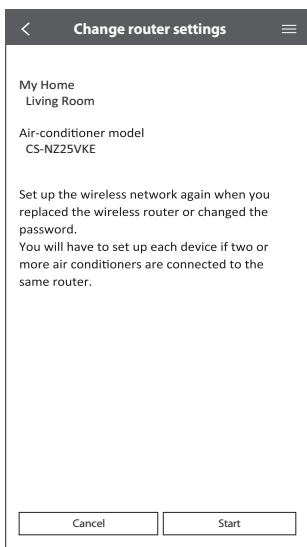 Change router settings
My Home
Living Room
Air-conditioner model
CS-NZ25VKE
Set up the wireless network again when you
replaced the wireless router or changed the
password.
You will have to set up each device if two or
more air conditioners are connected to the
same router.
Cancel
Start